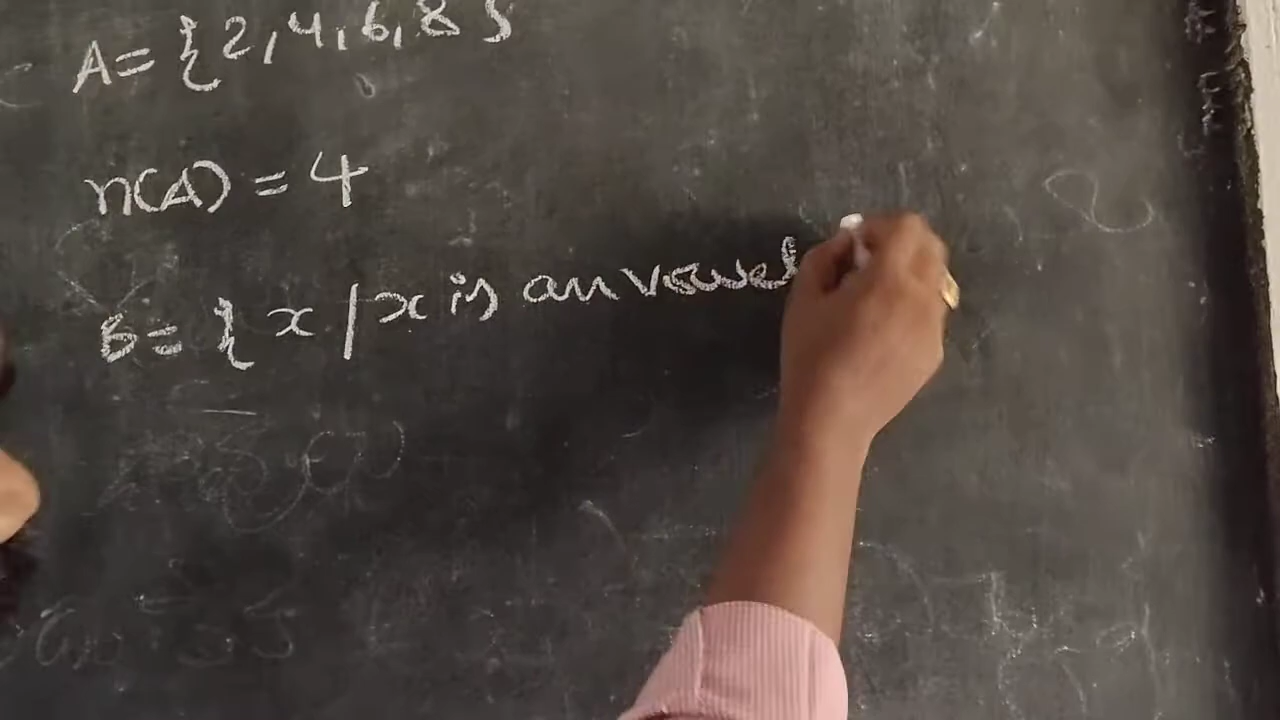 A = {2, 4, 6, 8}
n(A) = 4
B = { x / x is an vowel